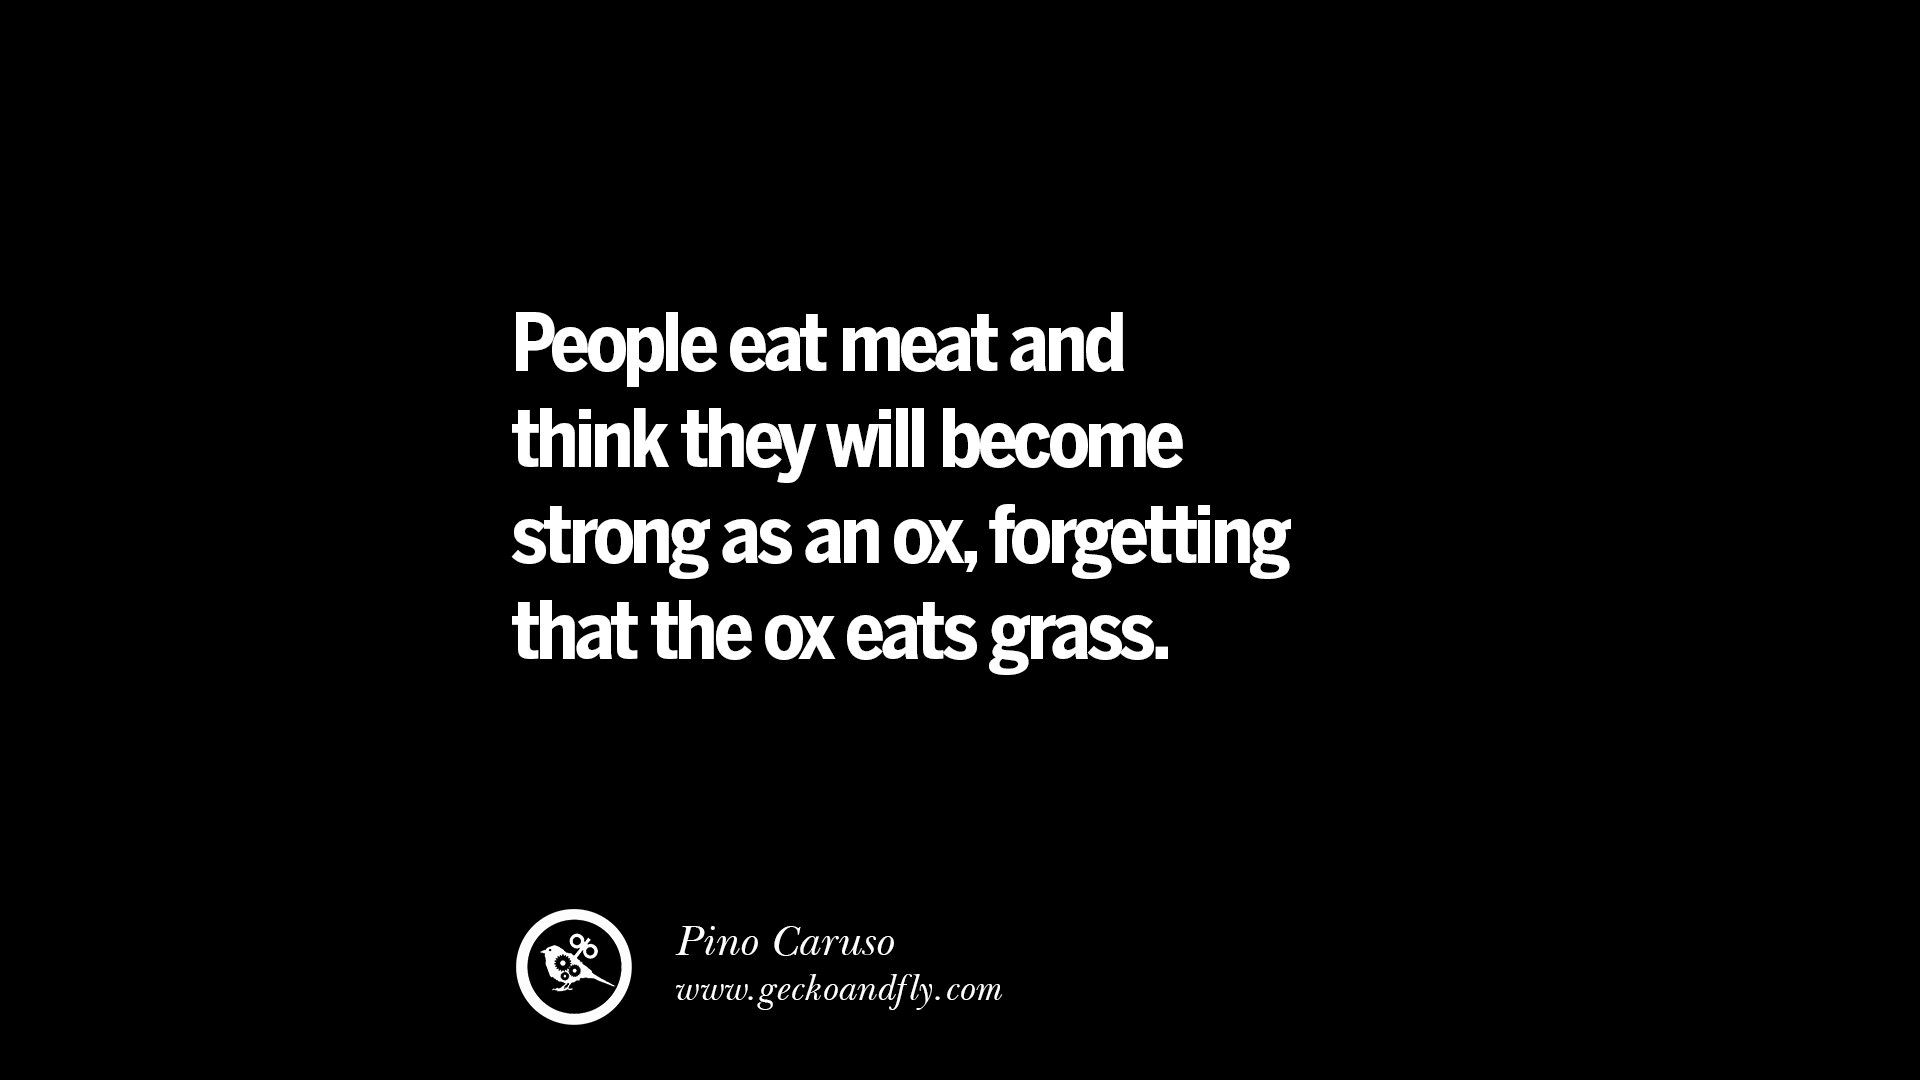 People eat meat and
think they will become
strong as an ox, forgetting
that the ox eats grass.
Pino Caruso
www.geckoandfly.com